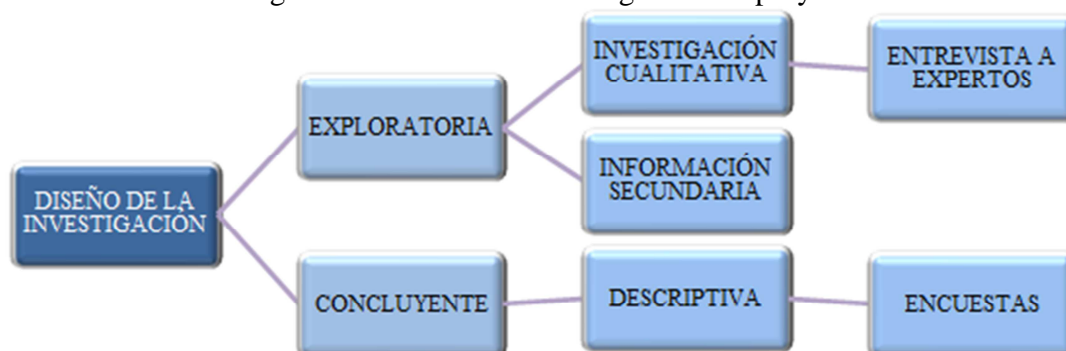 DISEÑO DE LA
INVESTIGACIÓN
EXPLORATORIA
INVESTIGACIÓN
CUALITATIVA
ENTREVISTA A
EXPERTOS
INFORMACIÓN
SECUNDARIA
CONCLUYENTE
DESCRIPTIVA
ENCUESTAS